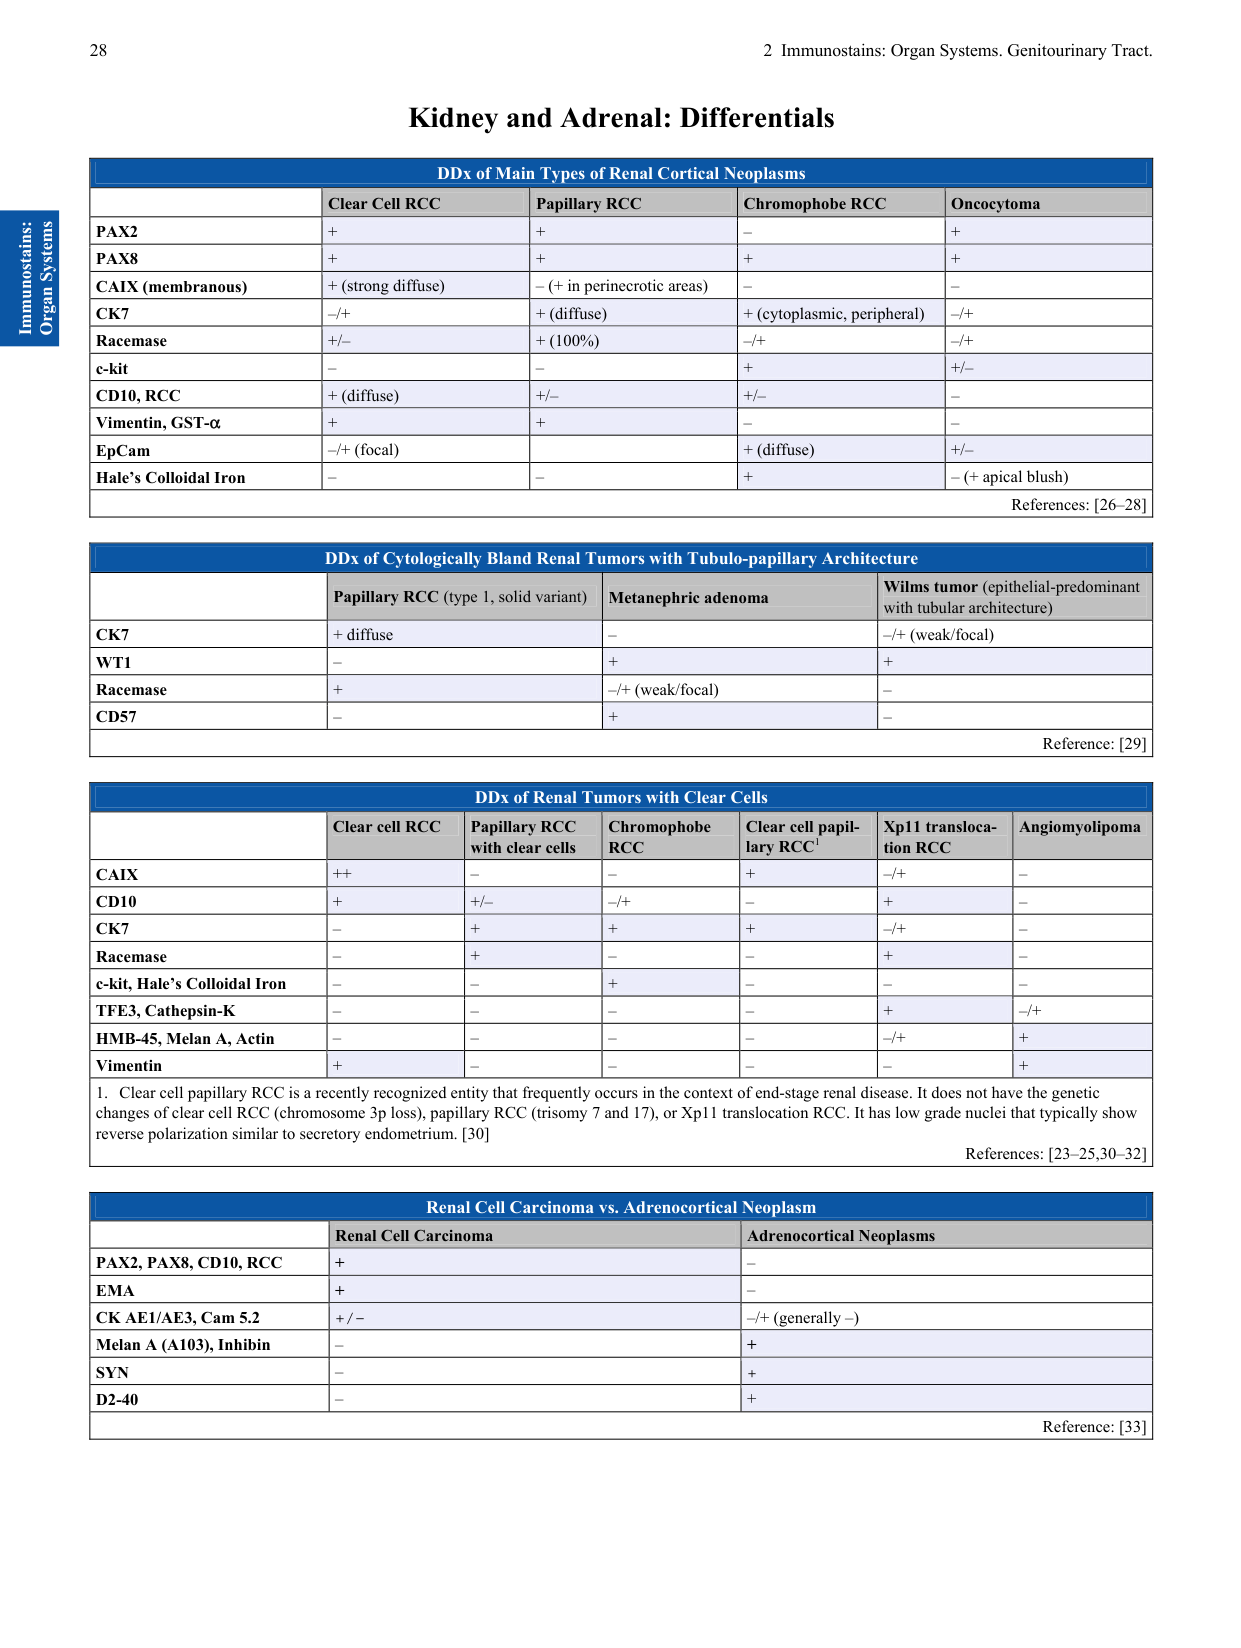 28
2 Immunostains: Organ Systems. Genitourinary Tract.
Kidney and Adrenal: Differentials
Immunostains:
Organ Systems
DDx of Main Types of Renal Cortical Neoplasms
Clear Cell RCC Papillary RCC Chromophobe RCC Oncocytoma
PAX2 + + – +
PAX8 + + + +
CAIX (membranous) + (strong diffuse) – (+ in perinecrotic areas) – –
CK7 –/+ + (diffuse) + (cytoplasmic, peripheral) –/+
Racemase +/– + (100%) –/+ –/+
c-kit – – + +/–
CD10, RCC + (diffuse) +/– +/– –
Vimentin, GST-α + + – –
EpCam –/+ (focal) + (diffuse) +/–
Hale’s Colloidal Iron – – + – (+ apical blush)
References: [26–28]
DDx of Cytologically Bland Renal Tumors with Tubulo-papillary Architecture
Papillary RCC (type 1, solid variant) Metanephric adenoma Wilms tumor (epithelial-predominant
with tubular architecture)
CK7 + diffuse – –/+ (weak/focal)
WT1 – + +
Racemase + –/+ (weak/focal) –
CD57 – + –
Reference: [29]
DDx of Renal Tumors with Clear Cells
Clear cell RCC Papillary RCC Chromophobe Clear cell papil- Xp11 transloca- Angiomyolipoma
with clear cells RCC lary RCC1 tion RCC
CAIX ++ – – + –/+ –
CD10 + +/– –/+ – + –
CK7 – + + + –/+ –
Racemase – + – – + –
c-kit, Hale’s Colloidal Iron – – + – – –
TFE3, Cathepsin-K – – – – + –/+
HMB-45, Melan A, Actin – – – – –/+ +
Vimentin + – – – – +
1. Clear cell papillary RCC is a recently recognized entity that frequently occurs in the context of end-stage renal disease. It does not have the genetic
changes of clear cell RCC (chromosome 3p loss), papillary RCC (trisomy 7 and 17), or Xp11 translocation RCC. It has low grade nuclei that typically show
reverse polarization similar to secretory endometrium. [30]
References: [23–25,30–32]
Renal Cell Carcinoma vs. Adrenocortical Neoplasm
Renal Cell Carcinoma Adrenocortical Neoplasms
PAX2, PAX8, CD10, RCC + –
EMA + –
CK AE1/AE3, Cam 5.2 +/– –/+ (generally –)
Melan A (A103), Inhibin – +
SYN – +
D2-40 – +
Reference: [33]